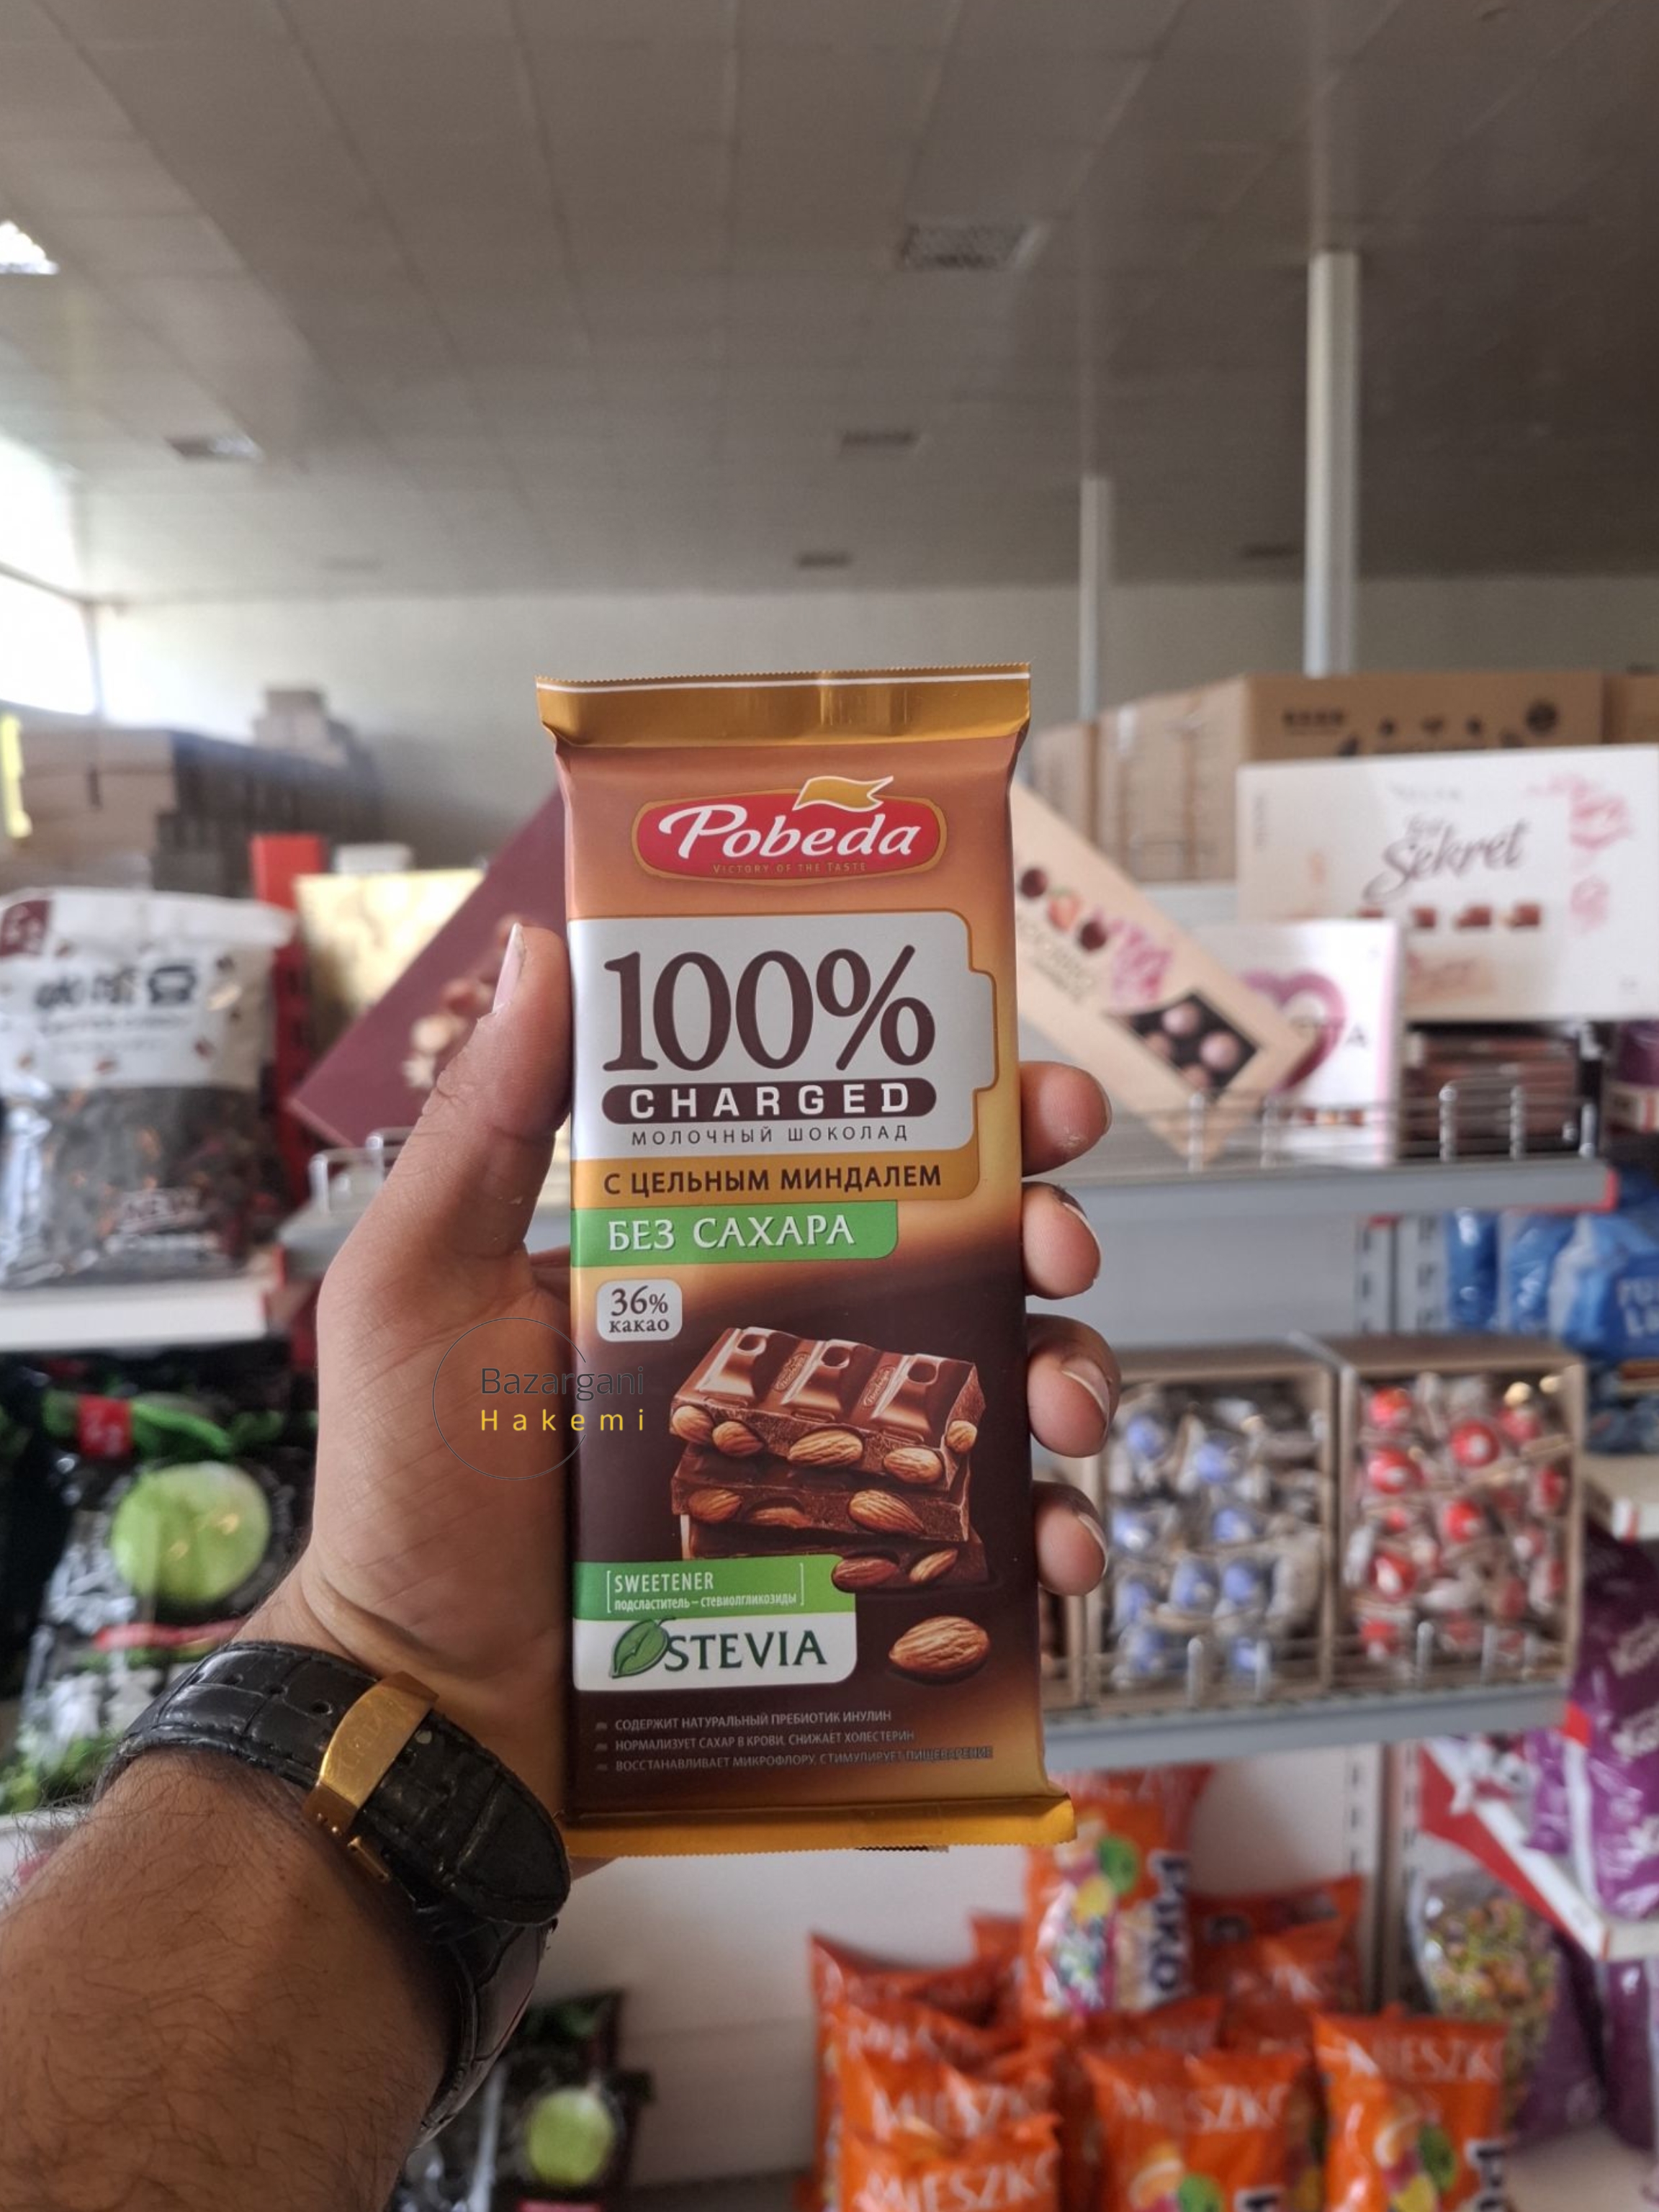 Pobeda
VICTORY OF THE TASTE
100%
CHARGED
МОЛОЧНЫЙ ШОКОЛАД
С ЦЕЛЬНЫМ МИНДАЛЕМ
БЕЗ САХАРА
36%
какао
Bazargani
Hakemi
SWEETENER
подсластитель – стевиолгликозиды
STEVIA
СОДЕРЖИТ НАТУРАЛЬНЫЙ ПРЕБИОТИК ИНУЛИН
НОРМАЛИЗУЕТ САХАР В КРОВИ, СНИЖАЕТ ХОЛЕСТЕРИН
ВОССТАНАВЛИВАЕТ МИКРОФЛОРУ, СТИМУЛИРУЕТ ПИЩЕВАРЕНИЕ
Sekret
MIESZKO